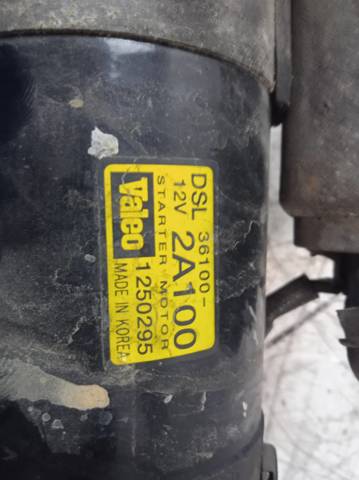 DSL 36100-
12V 2A100
STARTER MOTOR
Valeo 1250295
MADE IN KOREA